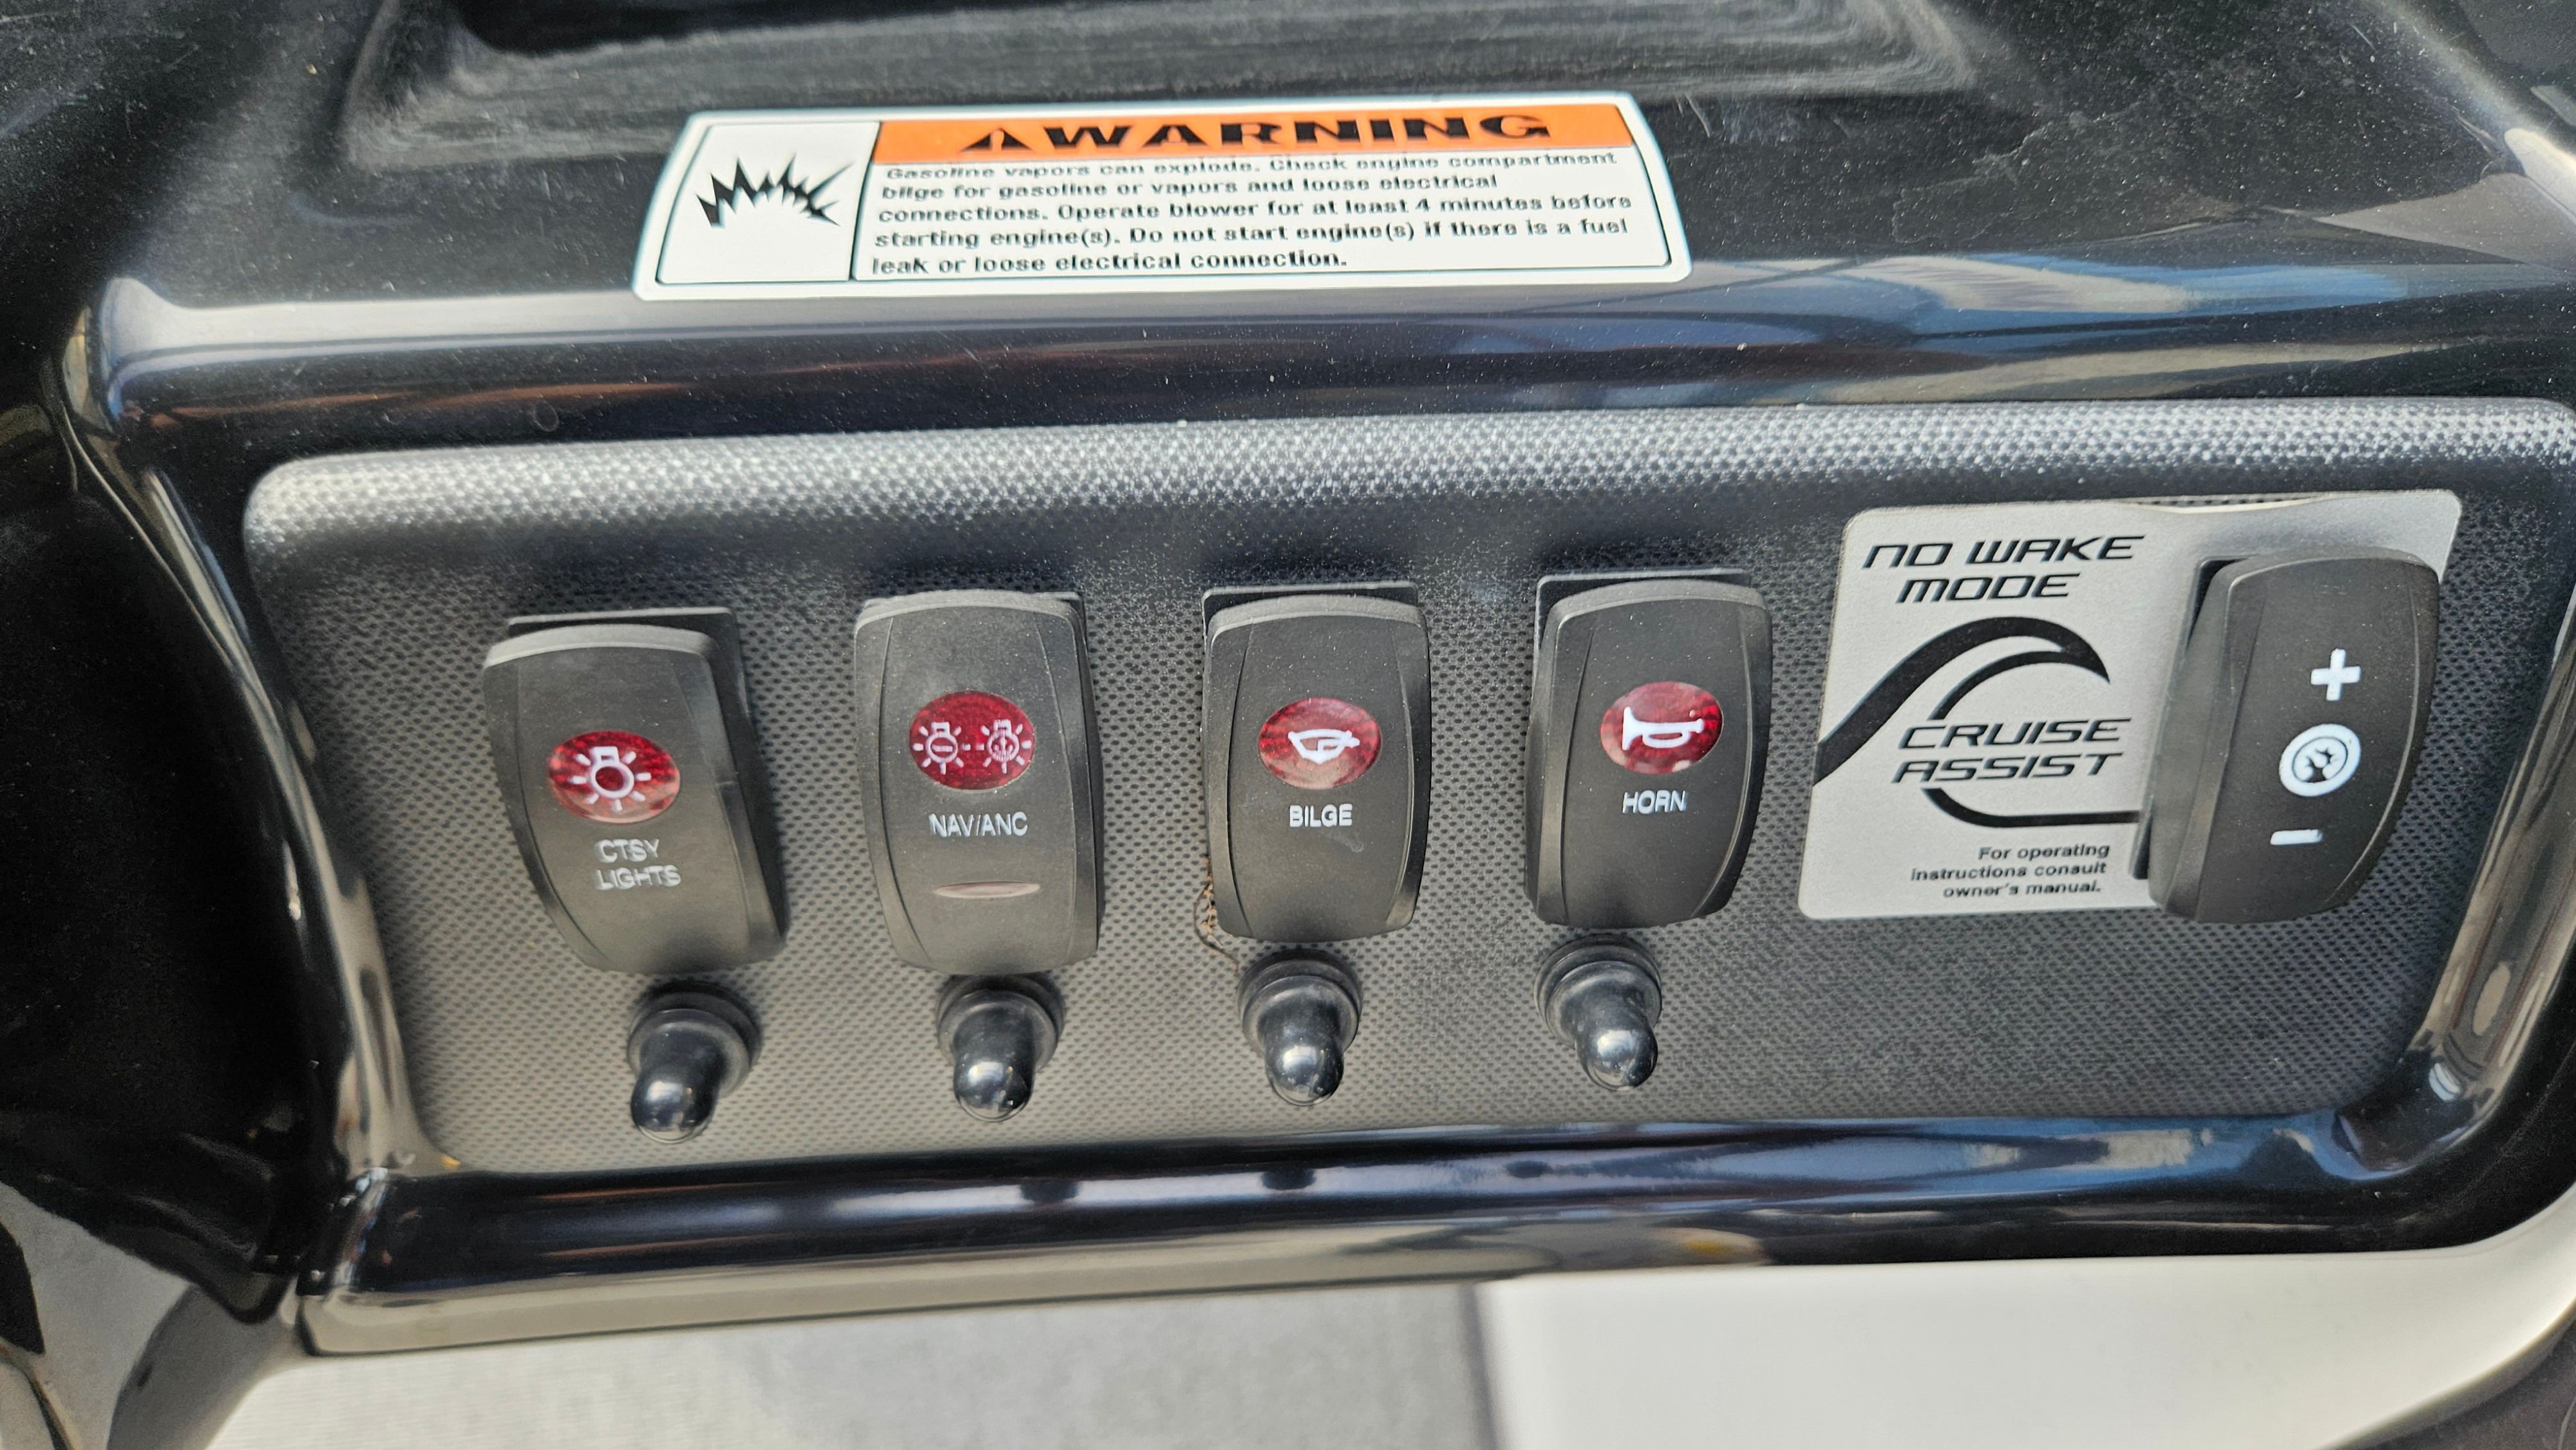 WARNING
Gasoline vapors can explode. Check engine compartment
bilge for gasoline or vapors and loose electrical
connections. Operate blower for at least 4 minutes before
starting engine(s). Do not start engine(s) if there is a fuel
leak or loose electrical connection.
CTSY
LIGHTS
NAV/ANC
BILGE
HORN
NO WAKE
MODE
CRUISE
ASSIST
For operating
instructions consult
owner's manual.
+
-